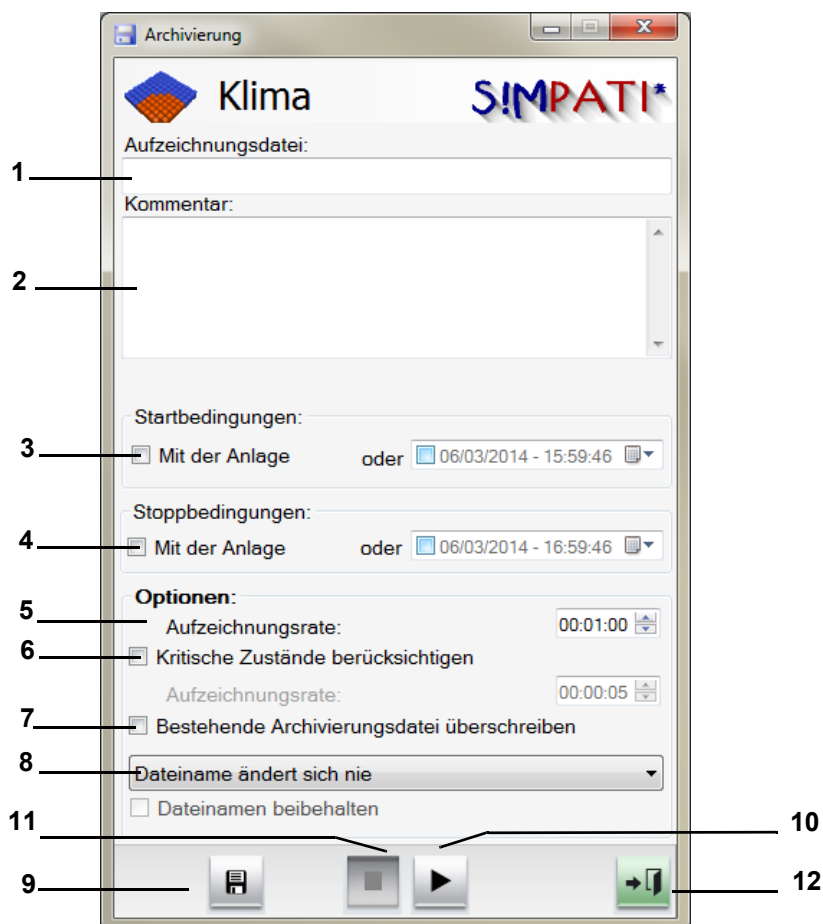 Archivierung
Klima
S!MPATI*
Aufzeichnungsdatei:
1
Kommentar:
2
Startbedingungen:
3
Mit der Anlage oder 06/03/2014 - 15:59:46
Stoppbedingungen:
4
Mit der Anlage oder 06/03/2014 - 16:59:46
Optionen:
5
Aufzeichnungsrate: 00:01:00
6
Kritische Zustände berücksichtigen
Aufzeichnungsrate: 00:00:05
7
Bestehende Archivierungsdatei überschreiben
8
Dateiname ändert sich nie
Dateinamen beibehalten
11
10
9
12